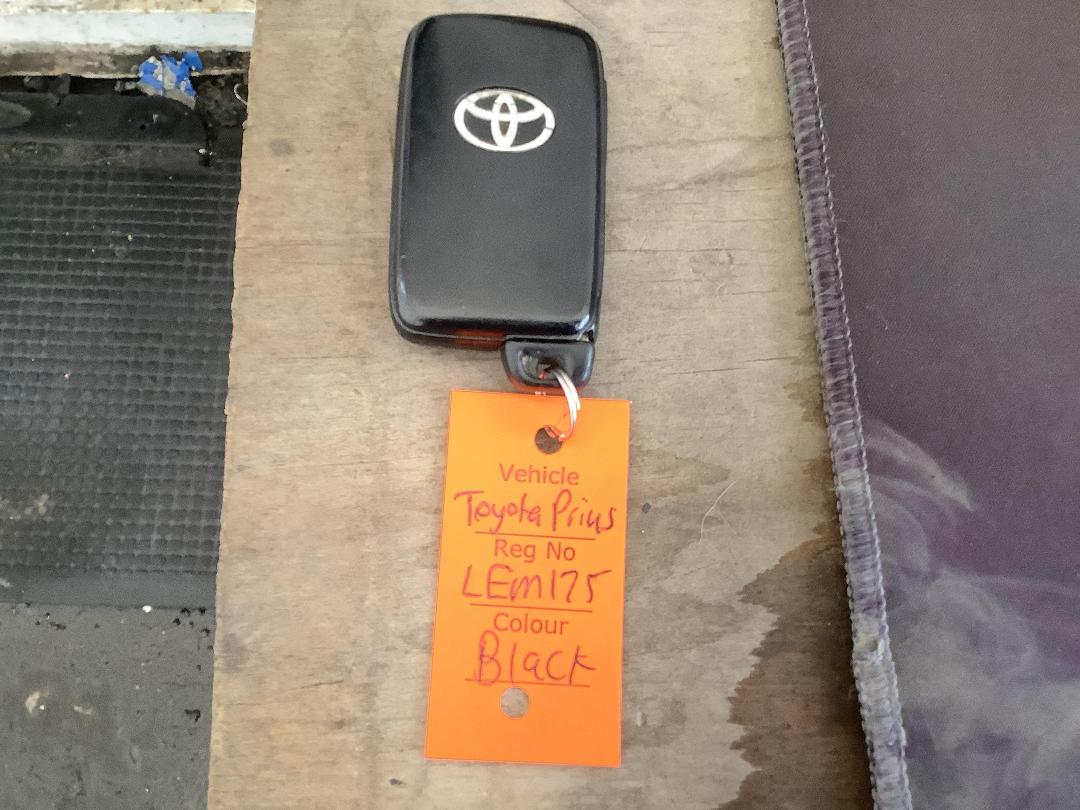 Vehicle
Toyota Prius
Reg No
LEM175
Colour
Black